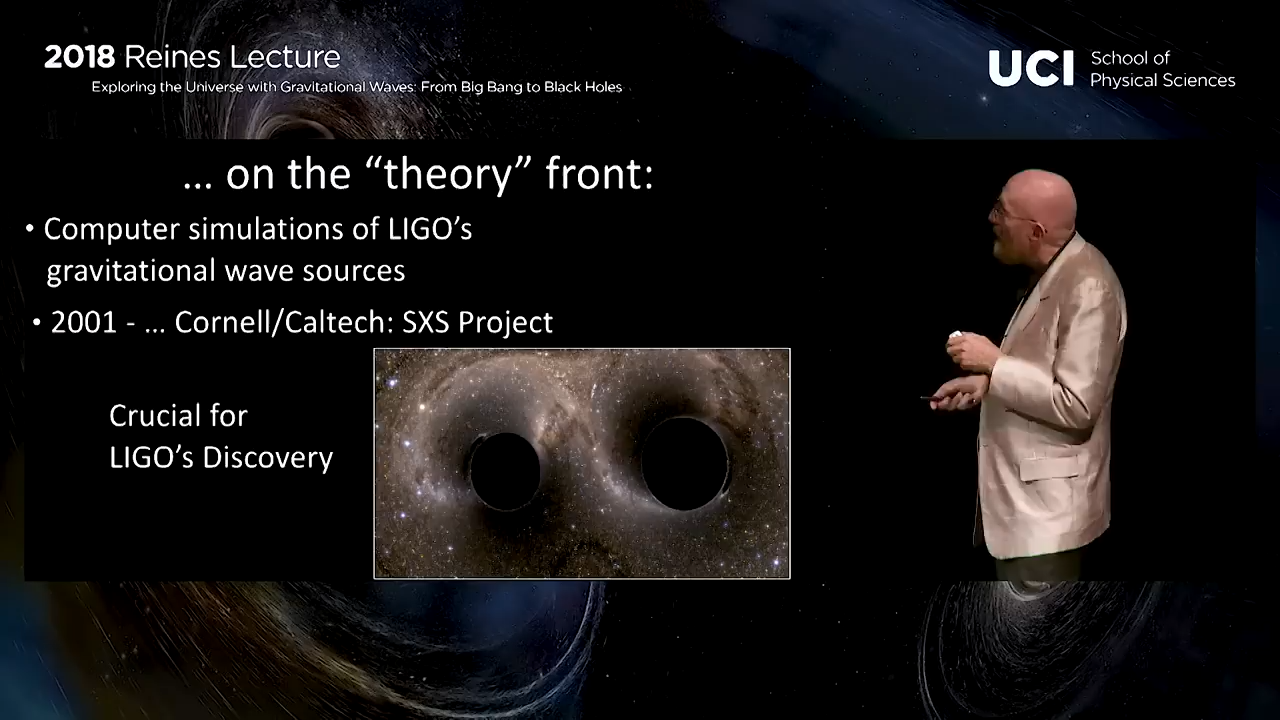 2018 Reines Lecture
Exploring the Universe with Gravitational Waves: From Big Bang to Black Holes
UCI School of
Physical Sciences
... on the “theory” front:
• Computer simulations of LIGO’s
gravitational wave sources
• 2001 - ... Cornell/Caltech: SXS Project
Crucial for
LIGO’s Discovery